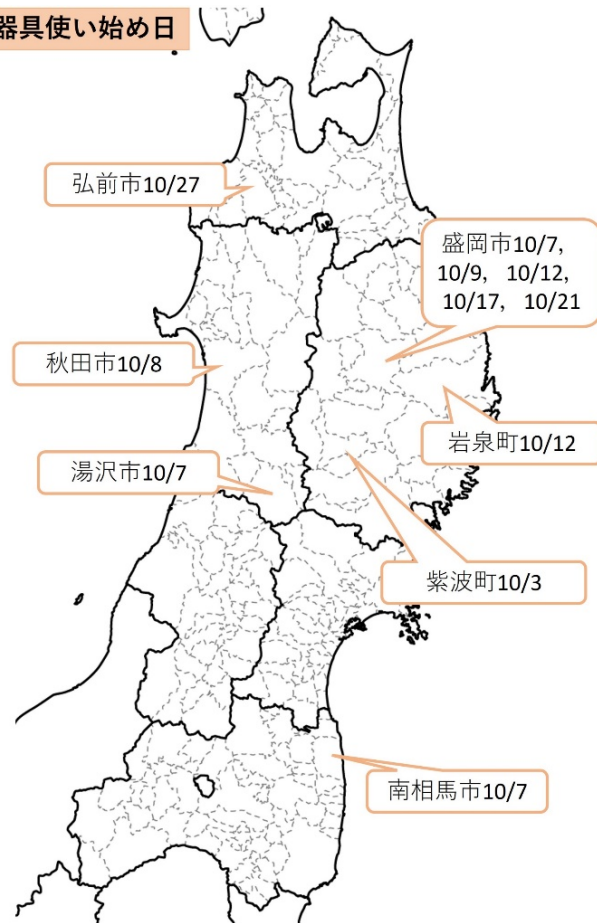 器具使い始め日
弘前市10/27
盛岡市10/7,
10/9, 10/12,
10/17, 10/21
秋田市10/8
岩泉町10/12
湯沢市10/7
紫波町10/3
南相馬市10/7